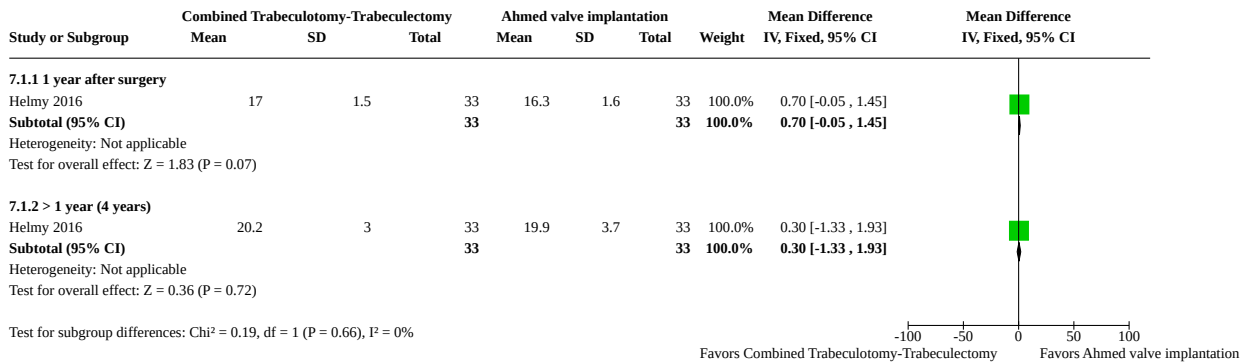 Combined Trabeculotomy-Trabeculectomy Ahmed valve implantation Mean Difference Mean Difference
Study or Subgroup Mean SD Total Mean SD Total Weight IV, Fixed, 95% CI IV, Fixed, 95% CI
7.1.1 1 year after surgery
Helmy 2016 17 1.5 33 16.3 1.6 33 100.0% 0.70 [-0.05 , 1.45]
Subtotal (95% CI) 33 33 100.0% 0.70 [-0.05 , 1.45]
Heterogeneity: Not applicable
Test for overall effect: Z = 1.83 (P = 0.07)
7.1.2 > 1 year (4 years)
Helmy 2016 20.2 3 33 19.9 3.7 33 100.0% 0.30 [-1.33 , 1.93]
Subtotal (95% CI) 33 33 100.0% 0.30 [-1.33 , 1.93]
Heterogeneity: Not applicable
Test for overall effect: Z = 0.36 (P = 0.72)
Test for subgroup differences: Chi² = 0.19, df = 1 (P = 0.66), I² = 0%
-100 -50 0 50 100
Favors Combined Trabeculotomy-Trabeculectomy Favors Ahmed valve implantation